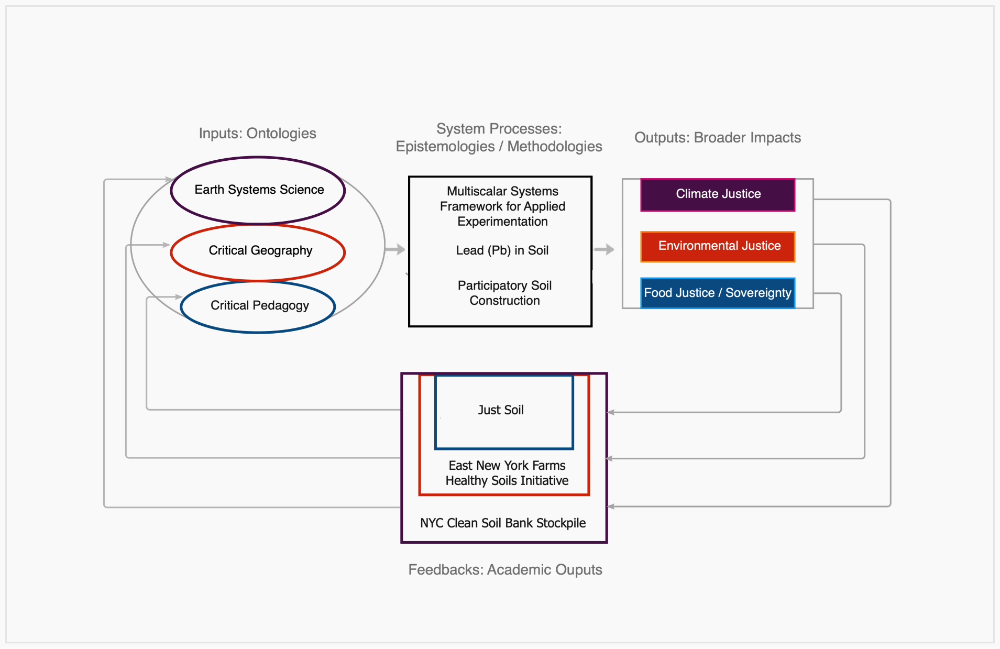 Inputs: Ontologies
Earth Systems Science
Critical Geography
Critical Pedagogy
System Processes:
Epistemologies / Methodologies
Multiscalar Systems
Framework for Applied
Experimentation
Lead (Pb) in Soil
Participatory Soil
Construction
Outputs: Broader Impacts
Climate Justice
Environmental Justice
Food Justice / Sovereignty
Just Soil
East New York Farms
Healthy Soils Initiative
NYC Clean Soil Bank Stockpile
Feedbacks: Academic Ouputs